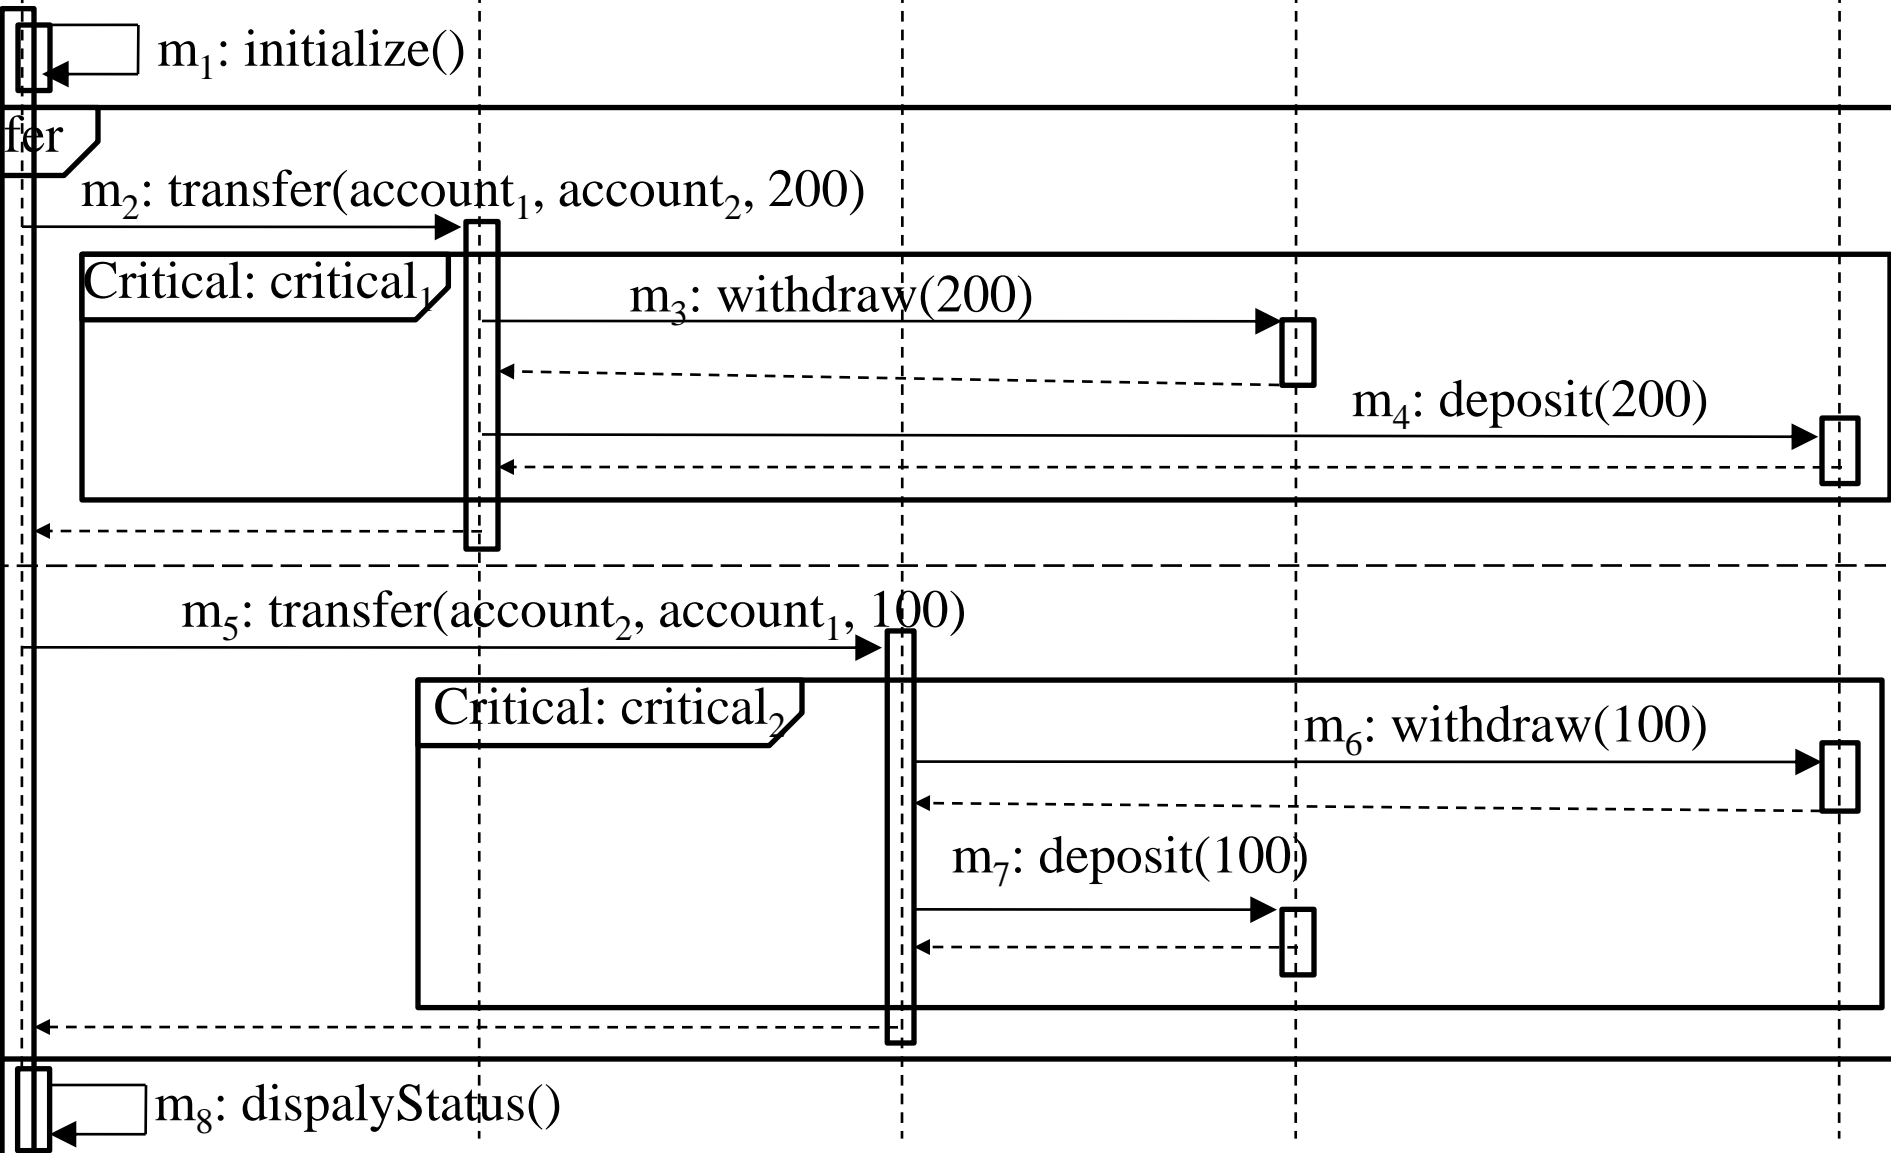 m₁: initialize()
fer
m₂: transfer(account₁, account₂, 200)
Critical: critical₁
m₃: withdraw(200)
m₄: deposit(200)
m₅: transfer(account₂, account₁, 100)
Critical: critical₂
m₆: withdraw(100)
m₇: deposit(100)
m₈: dispalyStatus()